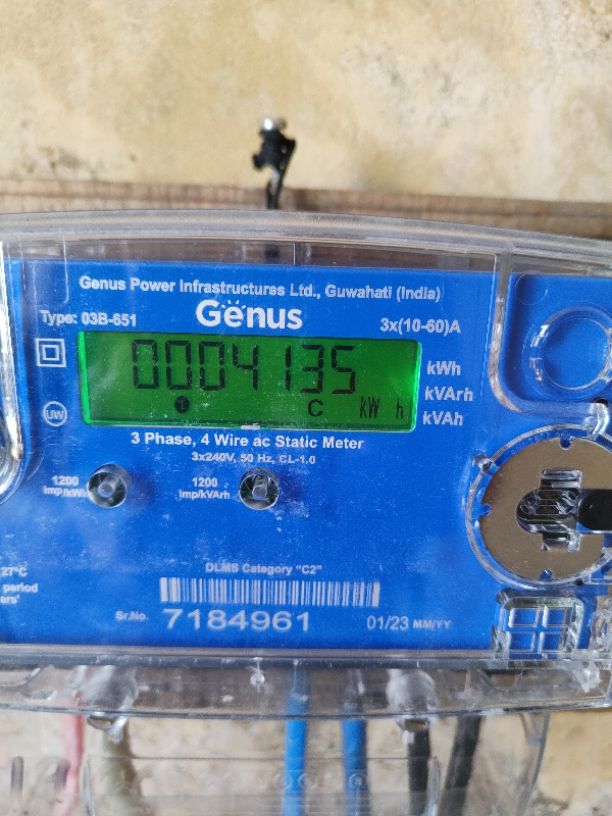 Genus Power Infrastructures Ltd., Guwahati (India)
Type: 03B-651 Genus 3x(10-60)A
0004135
C kW h
kWh
kVArh
kVAh
UW
3 Phase, 4 Wire ac Static Meter
3x240V, 50 Hz, CL-1.0
1200
imp/kWh
1200
imp/kVArh
DLMS Category "C2"
27°C
period
ers'
Sr.No. 7184961 01/23 MM/YY